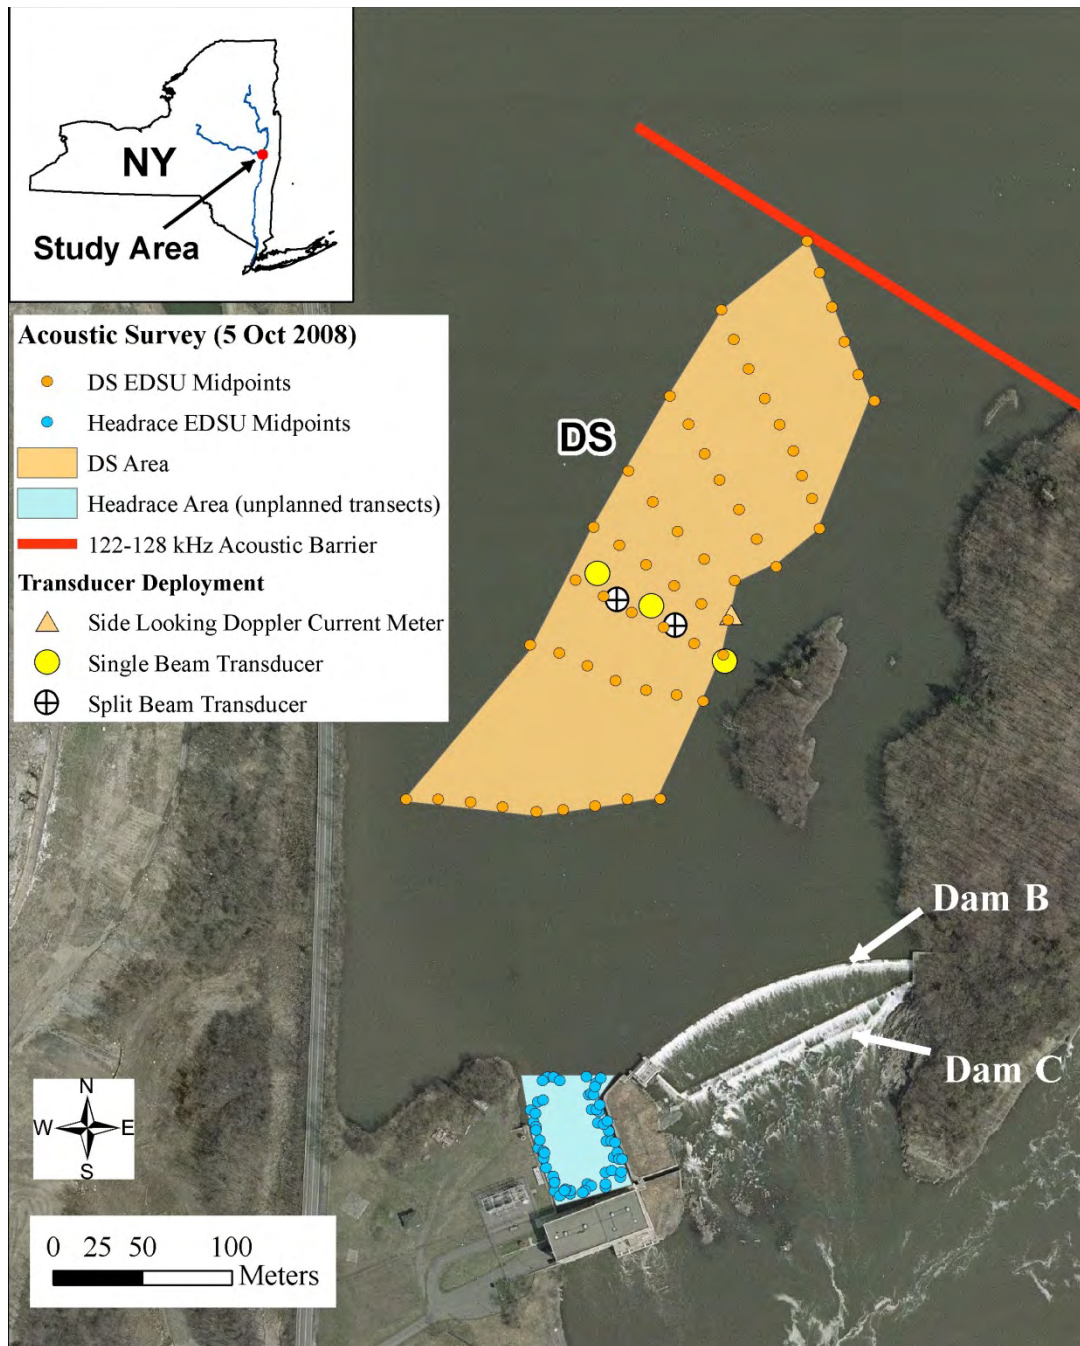 NY
Study Area
Acoustic Survey (5 Oct 2008)
DS EDSU Midpoints
Headrace EDSU Midpoints
DS Area
Headrace Area (unplanned transects)
122-128 kHz Acoustic Barrier
Transducer Deployment
Side Looking Doppler Current Meter
Single Beam Transducer
Split Beam Transducer
DS
Dam B
Dam C
N
W E
S
0 25 50 100
Meters